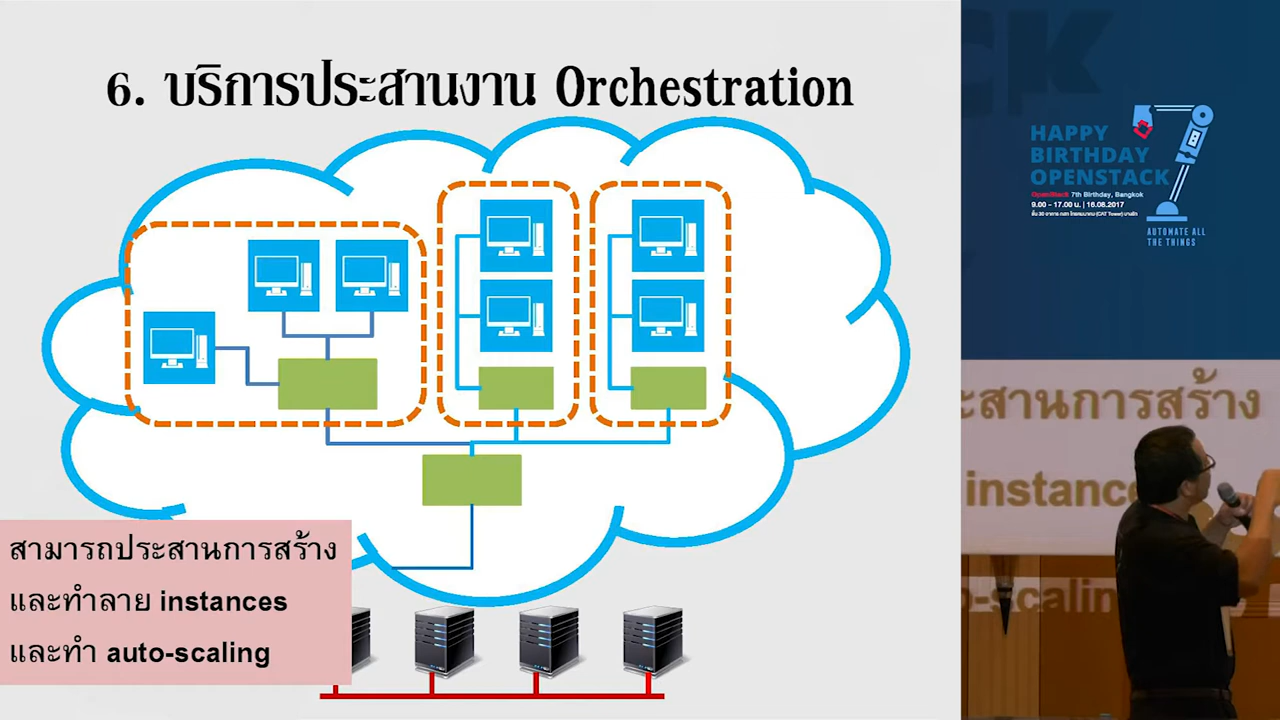 6. บริการประสานงาน Orchestration
สามารถประสานการสร้าง
และทำลาย instances
และทำ auto-scaling
HAPPY
BIRTHDAY
OPENSTACK
OpenStack 7th Birthday, Bangkok
9.00 - 17.00 น. | 16.08.2017
ชั้น 30 อาคาร กสท โทรคมนาคม (CAT Tower) บางรัก
AUTOMATE ALL
THE THINGS
ะสานการสร้าง
instanc
o-scalin